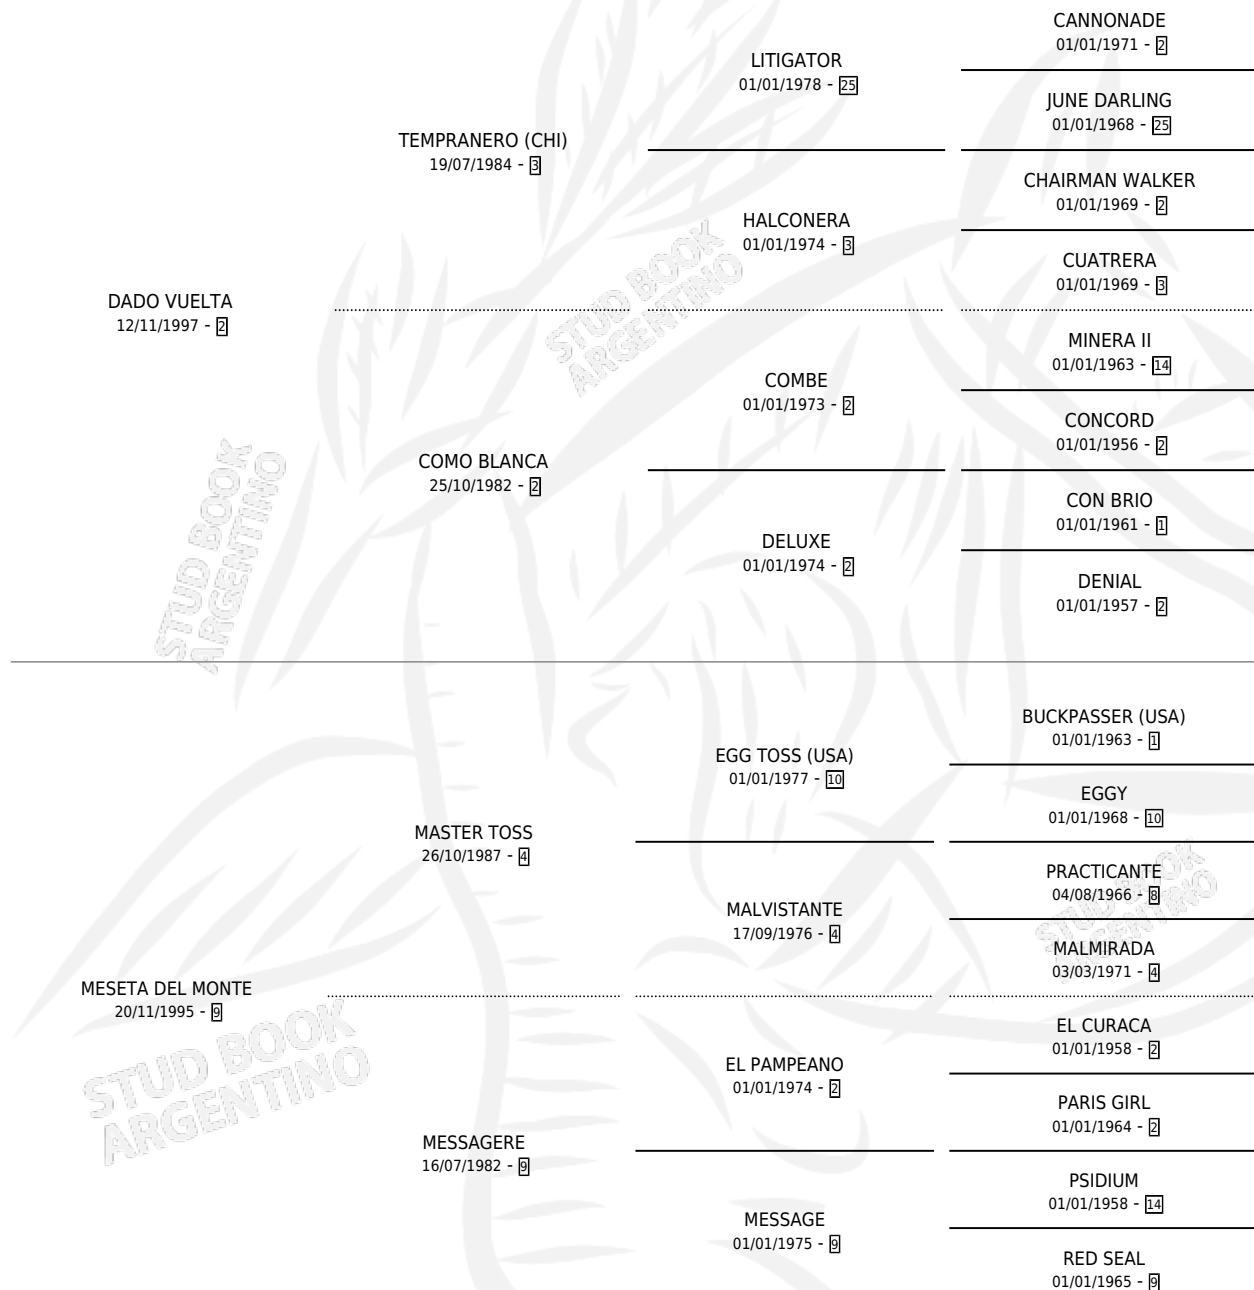 CANNONADE
01/01/1971 - 2
LITIGATOR
01/01/1978 - 25
JUNE DARLING
01/01/1968 - 25
TEMPRANERO (CHI)
19/07/1984 - 3
CHAIRMAN WALKER
01/01/1969 - 2
HALCONERA
01/01/1974 - 3
CUATRERA
01/01/1969 - 3
DADO VUELTA
12/11/1997 - 2
STUD BOOK
ARGENTINO
MINERA II
01/01/1963 - 14
COMBE
01/01/1973 - 2
CONCORD
01/01/1956 - 2
COMO BLANCA
25/10/1982 - 2
CON BRIO
01/01/1961 - 1
DELUXE
01/01/1974 - 2
DENIAL
01/01/1957 - 2
STUD BOOK
ARGENTINO
BUCKPASSER (USA)
01/01/1963 - 1
EGG TOSS (USA)
01/01/1977 - 10
EGGY
01/01/1968 - 10
MASTER TOSS
26/10/1987 - 4
PRACTICANTE
04/08/1966 - 8
MALVISTANTE
17/09/1976 - 4
STUD BOOK
ARGENTINO
MALMIRADA
03/03/1971 - 4
MESETA DEL MONTE
20/11/1995 - 9
STUD BOOK
ARGENTINO
EL CURACA
01/01/1958 - 2
EL PAMPEANO
01/01/1974 - 2
PARIS GIRL
01/01/1964 - 2
MESSAGERE
16/07/1982 - 9
PSIDIUM
01/01/1958 - 14
MESSAGE
01/01/1975 - 9
RED SEAL
01/01/1965 - 9